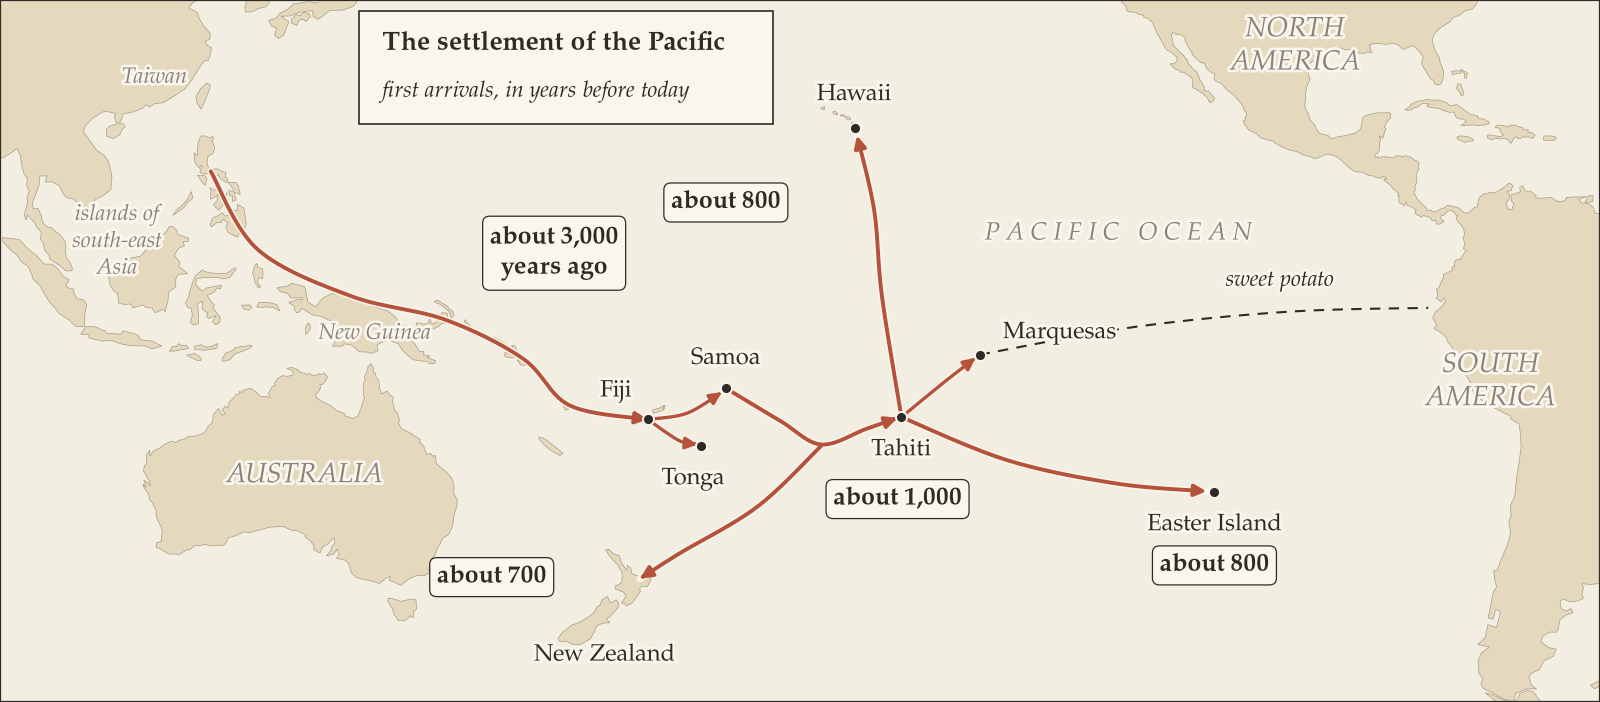 The settlement of the Pacific
first arrivals, in years before today
NORTH
AMERICA
Taiwan
Hawaii
about 800
islands of
south-east
Asia
about 3,000
years ago
PACIFIC OCEAN
sweet potato
New Guinea
Marquesas
Samoa
Fiji
SOUTH
AMERICA
Tahiti
AUSTRALIA
Tonga
about 1,000
Easter Island
about 800
about 700
New Zealand